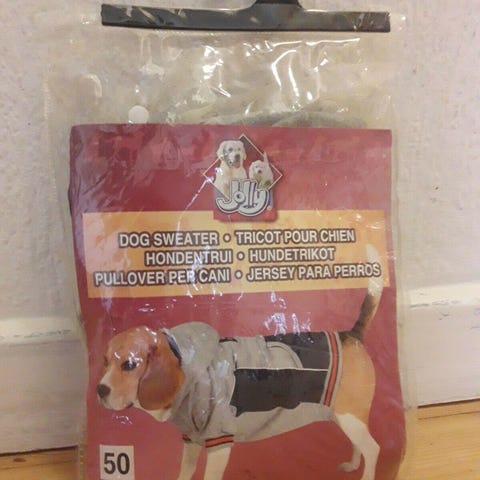 Jolly
DOG SWEATER • TRICOT POUR CHIEN
HONDENTRUI • HUNDETRIKOT
PULLOVER PER CANI • JERSEY PARA PERROS
50